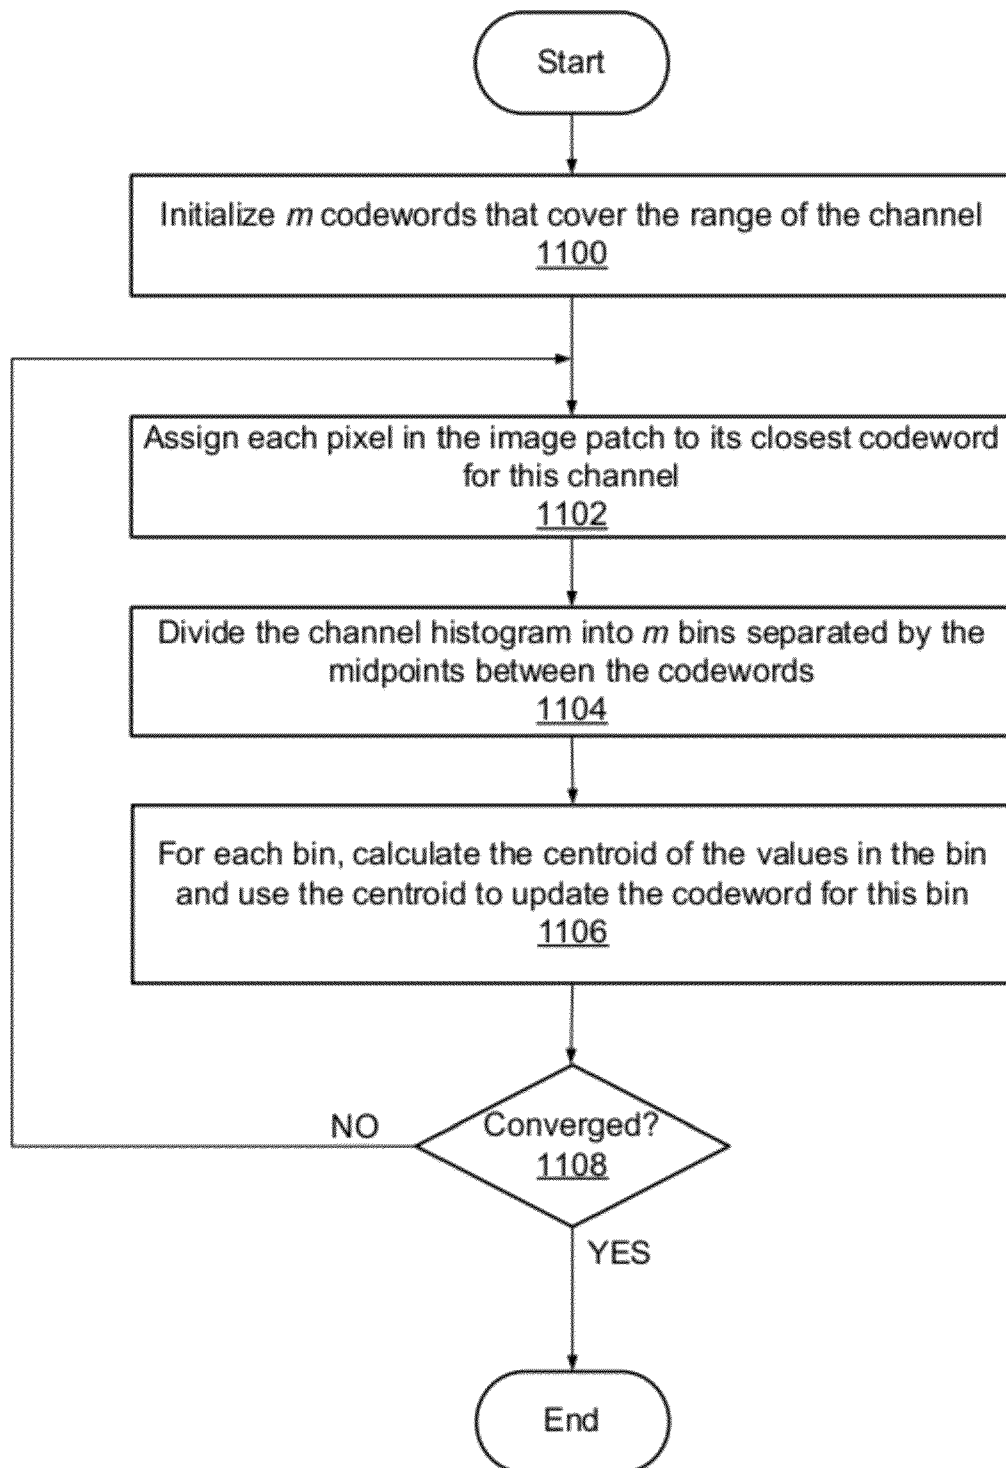 Start
Initialize m codewords that cover the range of the channel
1100
Assign each pixel in the image patch to its closest codeword
for this channel
1102
Divide the channel histogram into m bins separated by the
midpoints between the codewords
1104
For each bin, calculate the centroid of the values in the bin
and use the centroid to update the codeword for this bin
1106
NO
Converged?
1108
YES
End